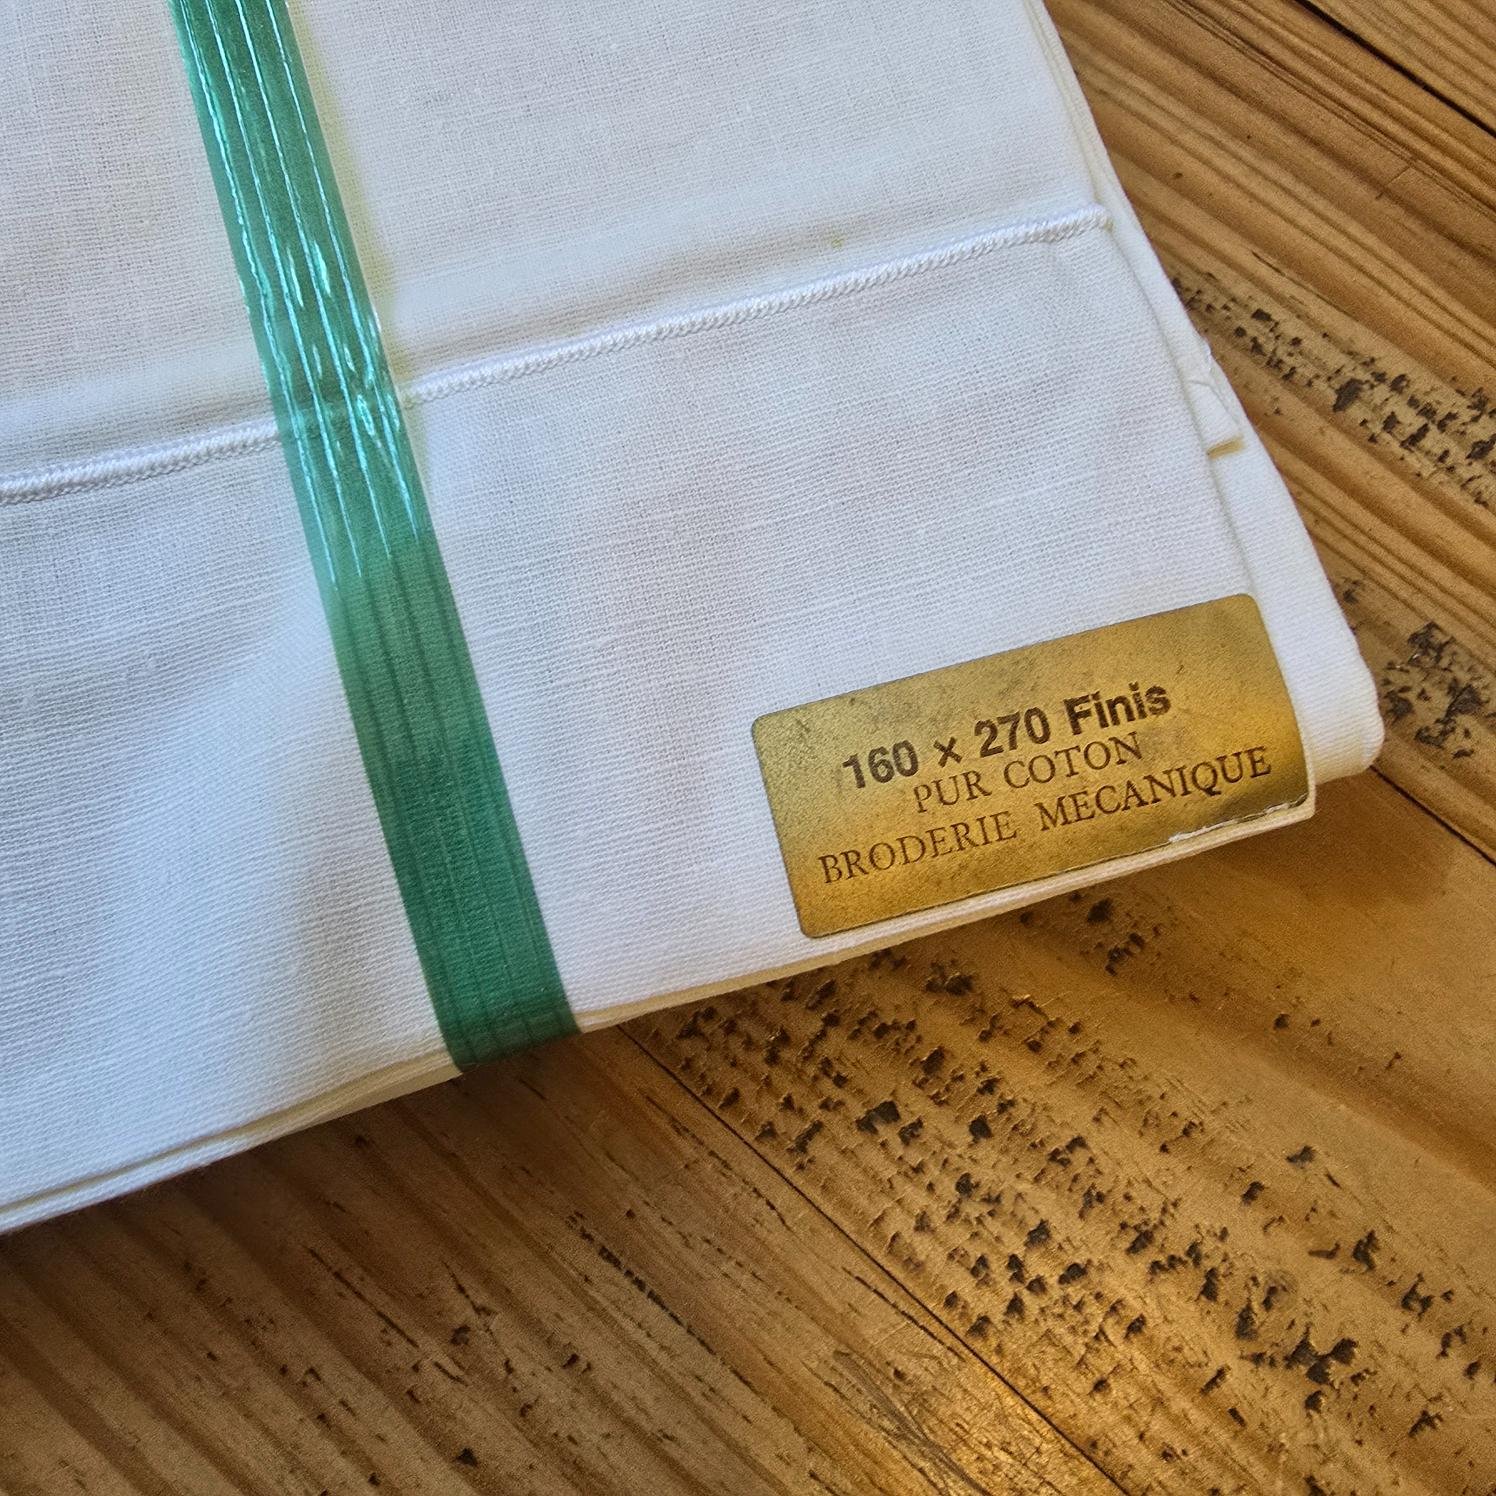 160 x 270 Finis
PUR COTON
BRODERIE MECANIQUE